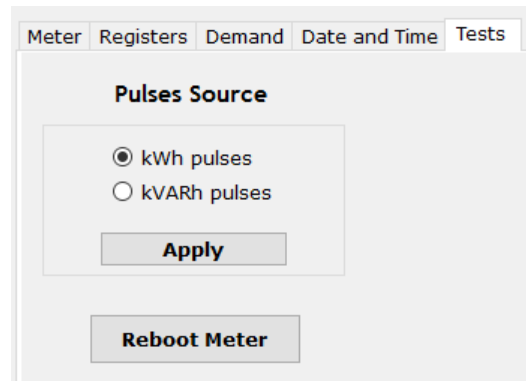 Meter Registers Demand Date and Time Tests
Pulses Source
kWh pulses
kVARh pulses
Apply
Reboot Meter